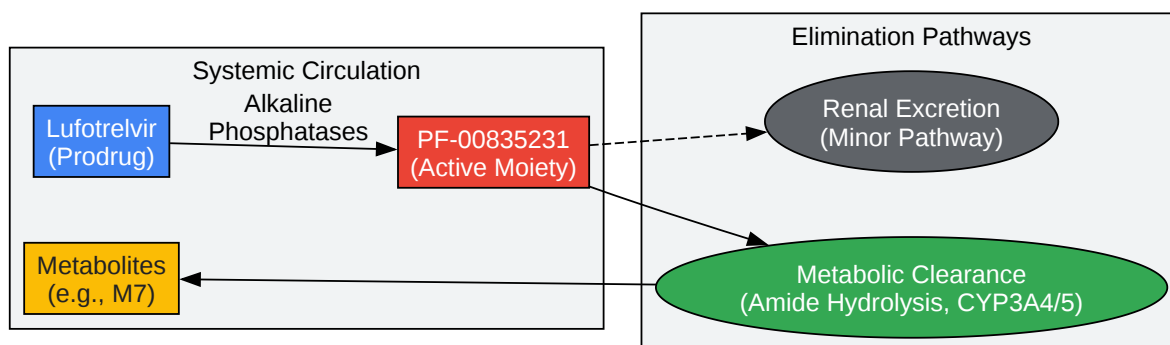 Systemic Circulation
Lufotrelvir
(Prodrug)
Alkaline
Phosphatases
PF-00835231
(Active Moiety)
Metabolites
(e.g., M7)
Elimination Pathways
Renal Excretion
(Minor Pathway)
Metabolic Clearance
(Amide Hydrolysis, CYP3A4/5)